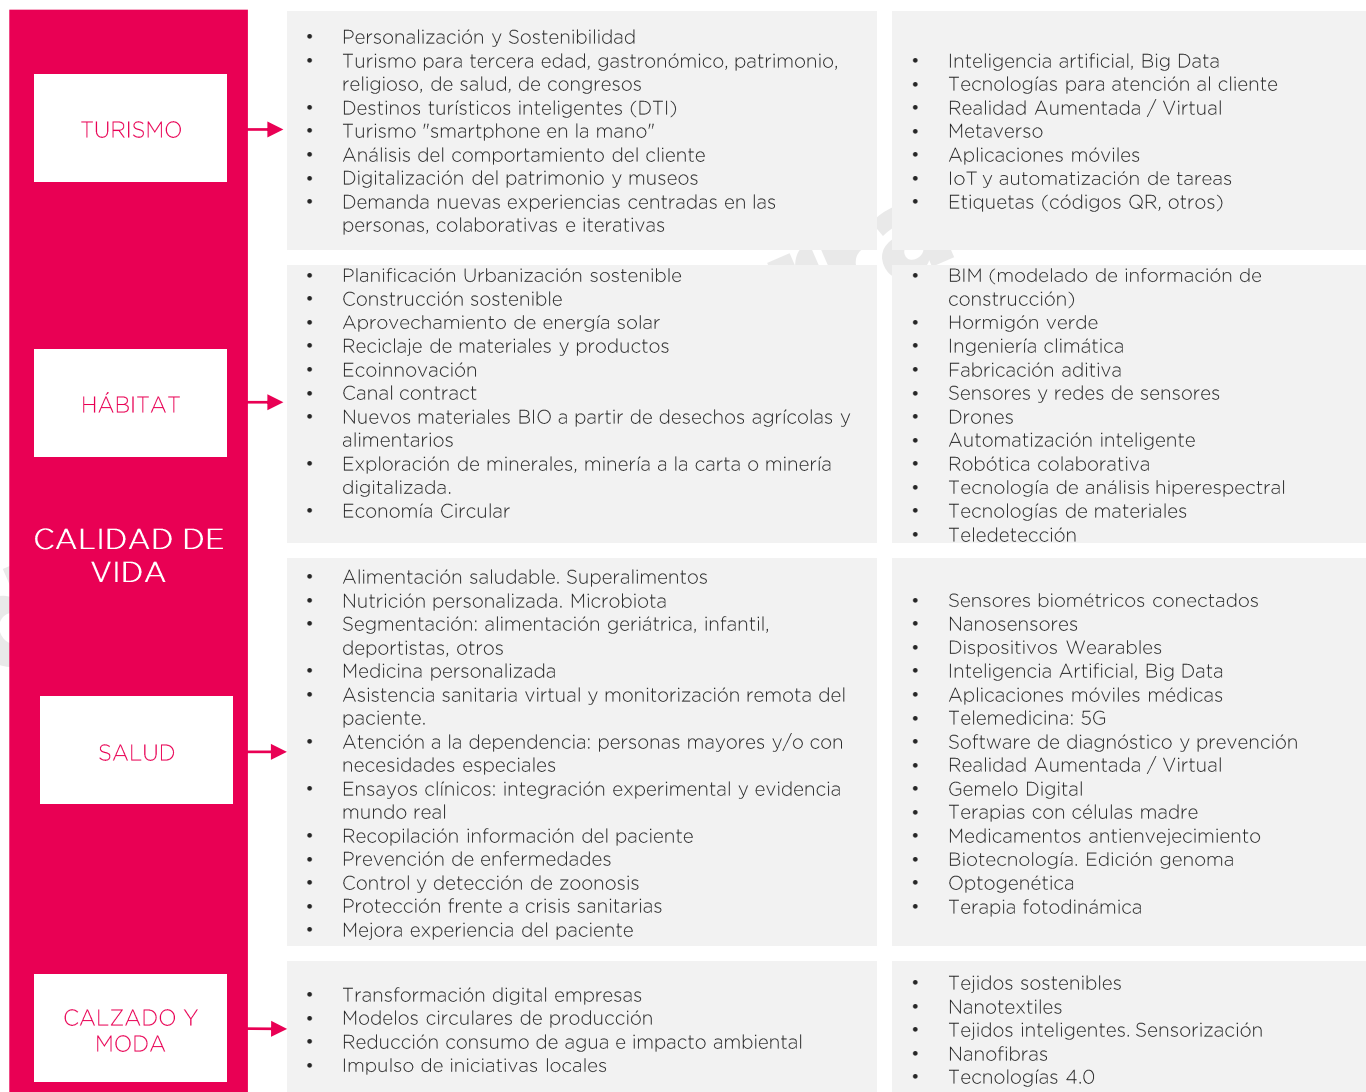 TURISMO
• Personalización y Sostenibilidad
• Turismo para tercera edad, gastronómico, patrimonio,
religioso, de salud, de congresos
• Destinos turísticos inteligentes (DTI)
• Turismo "smartphone en la mano"
• Análisis del comportamiento del cliente
• Digitalización del patrimonio y museos
• Demanda nuevas experiencias centradas en las
personas, colaborativas e iterativas
• Inteligencia artificial, Big Data
• Tecnologías para atención al cliente
• Realidad Aumentada / Virtual
• Metaverso
• Aplicaciones móviles
• IoT y automatización de tareas
• Etiquetas (códigos QR, otros)
HÁBITAT
• Planificación Urbanización sostenible
• Construcción sostenible
• Aprovechamiento de energía solar
• Reciclaje de materiales y productos
• Ecoinnovación
• Canal contract
• Nuevos materiales BIO a partir de desechos agrícolas y
alimentarios
• Exploración de minerales, minería a la carta o minería
digitalizada.
• Economía Circular
• BIM (modelado de información de
construcción)
• Hormigón verde
• Ingeniería climática
• Fabricación aditiva
• Sensores y redes de sensores
• Drones
• Automatización inteligente
• Robótica colaborativa
• Tecnología de análisis hiperespectral
• Tecnologías de materiales
• Teledetección
CALIDAD DE
VIDA
SALUD
• Alimentación saludable. Superalimentos
• Nutrición personalizada. Microbiota
• Segmentación: alimentación geriátrica, infantil,
deportistas, otros
• Medicina personalizada
• Asistencia sanitaria virtual y monitorización remota del
paciente.
• Atención a la dependencia: personas mayores y/o con
necesidades especiales
• Ensayos clínicos: integración experimental y evidencia
mundo real
• Recopilación información del paciente
• Prevención de enfermedades
• Control y detección de zoonosis
• Protección frente a crisis sanitarias
• Mejora experiencia del paciente
• Sensores biométricos conectados
• Nanosensores
• Dispositivos Wearables
• Inteligencia Artificial, Big Data
• Aplicaciones móviles médicas
• Telemedicina: 5G
• Software de diagnóstico y prevención
• Realidad Aumentada / Virtual
• Gemelo Digital
• Terapias con células madre
• Medicamentos antienvejecimiento
• Biotecnología. Edición genoma
• Optogenética
• Terapia fotodinámica
CALZADO Y
MODA
• Transformación digital empresas
• Modelos circulares de producción
• Reducción consumo de agua e impacto ambiental
• Impulso de iniciativas locales
• Tejidos sostenibles
• Nanotextiles
• Tejidos inteligentes. Sensorización
• Nanofibras
• Tecnologías 4.0